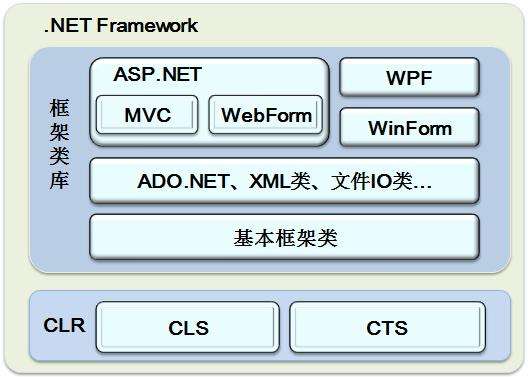 .NET Framework
框架类库
ASP.NET
MVC
WebForm
WPF
WinForm
ADO.NET、XML类、文件IO类...
基本框架类
CLR
CLS
CTS